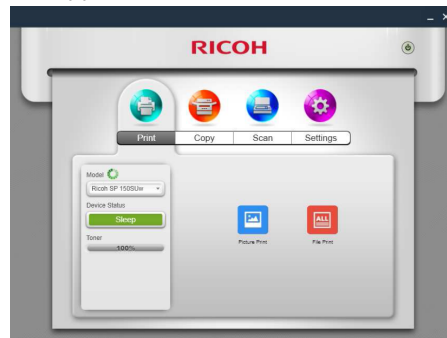 RICOH
Print Copy Scan Settings
Model
Ricoh SP 150SUw
Device Status
Sleep
Toner
100%
ALL
Picture Print
File Print